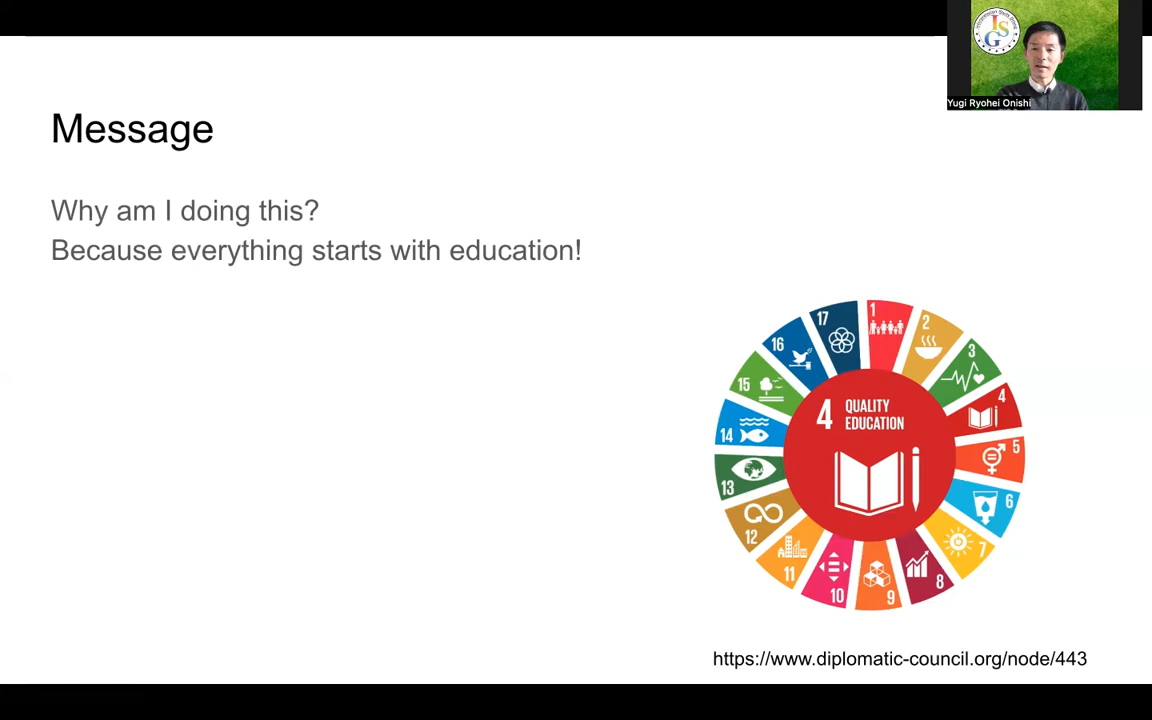 Yugi Ryohei Onishi
Message
Why am I doing this?
Because everything starts with education!
1
2
3
4
5
6
7
8
9
10
11
12
13
14
15
16
17
4 QUALITY
EDUCATION
https://www.diplomatic-council.org/node/443
ISG